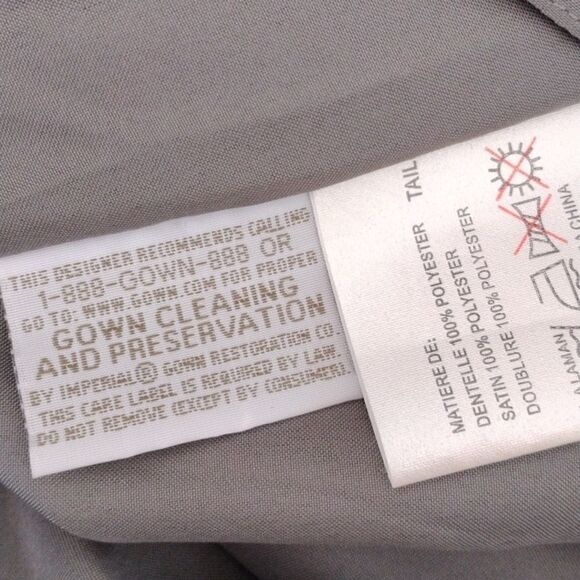 THIS DESIGNER RECOMMENDS CALLING
1-888-GOWN-888 OR
GO TO: WWW.GOWN.COM FOR PROPER
GOWN CLEANING
AND PRESERVATION
BY IMPERIAL® GOWN RESTORATION CO.
THIS CARE LABEL IS REQUIRED BY LAW.
DO NOT REMOVE (EXCEPT BY CONSUMER).
TAIL
MATIERE DE:
DENTELLE 100% POLYESTER
SATIN 100% POLYESTER
DOUBLURE 100% POLYESTER
CHINA